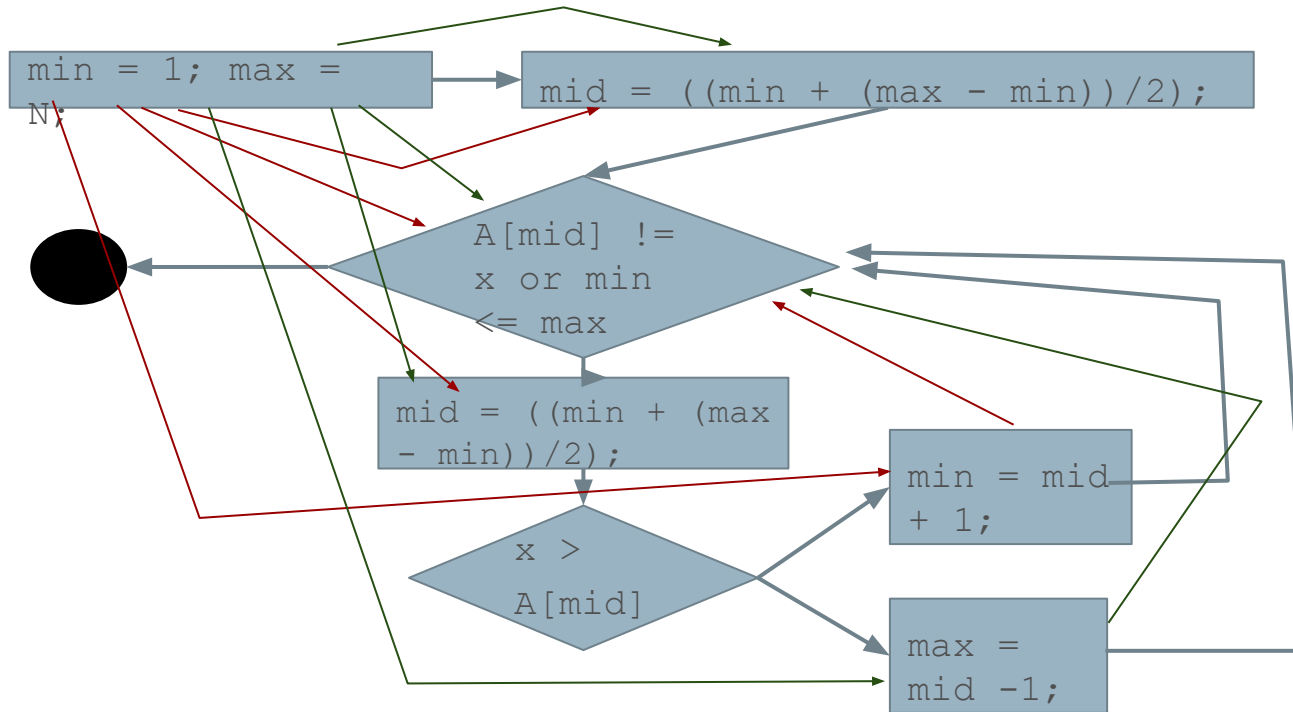 min = 1; max =
N;
mid = ((min + (max - min))/2);
A[mid] !=
x or min
<= max
mid = ((min + (max
- min))/2);
min = mid
+ 1;
x >
A[mid]
max =
mid -1;